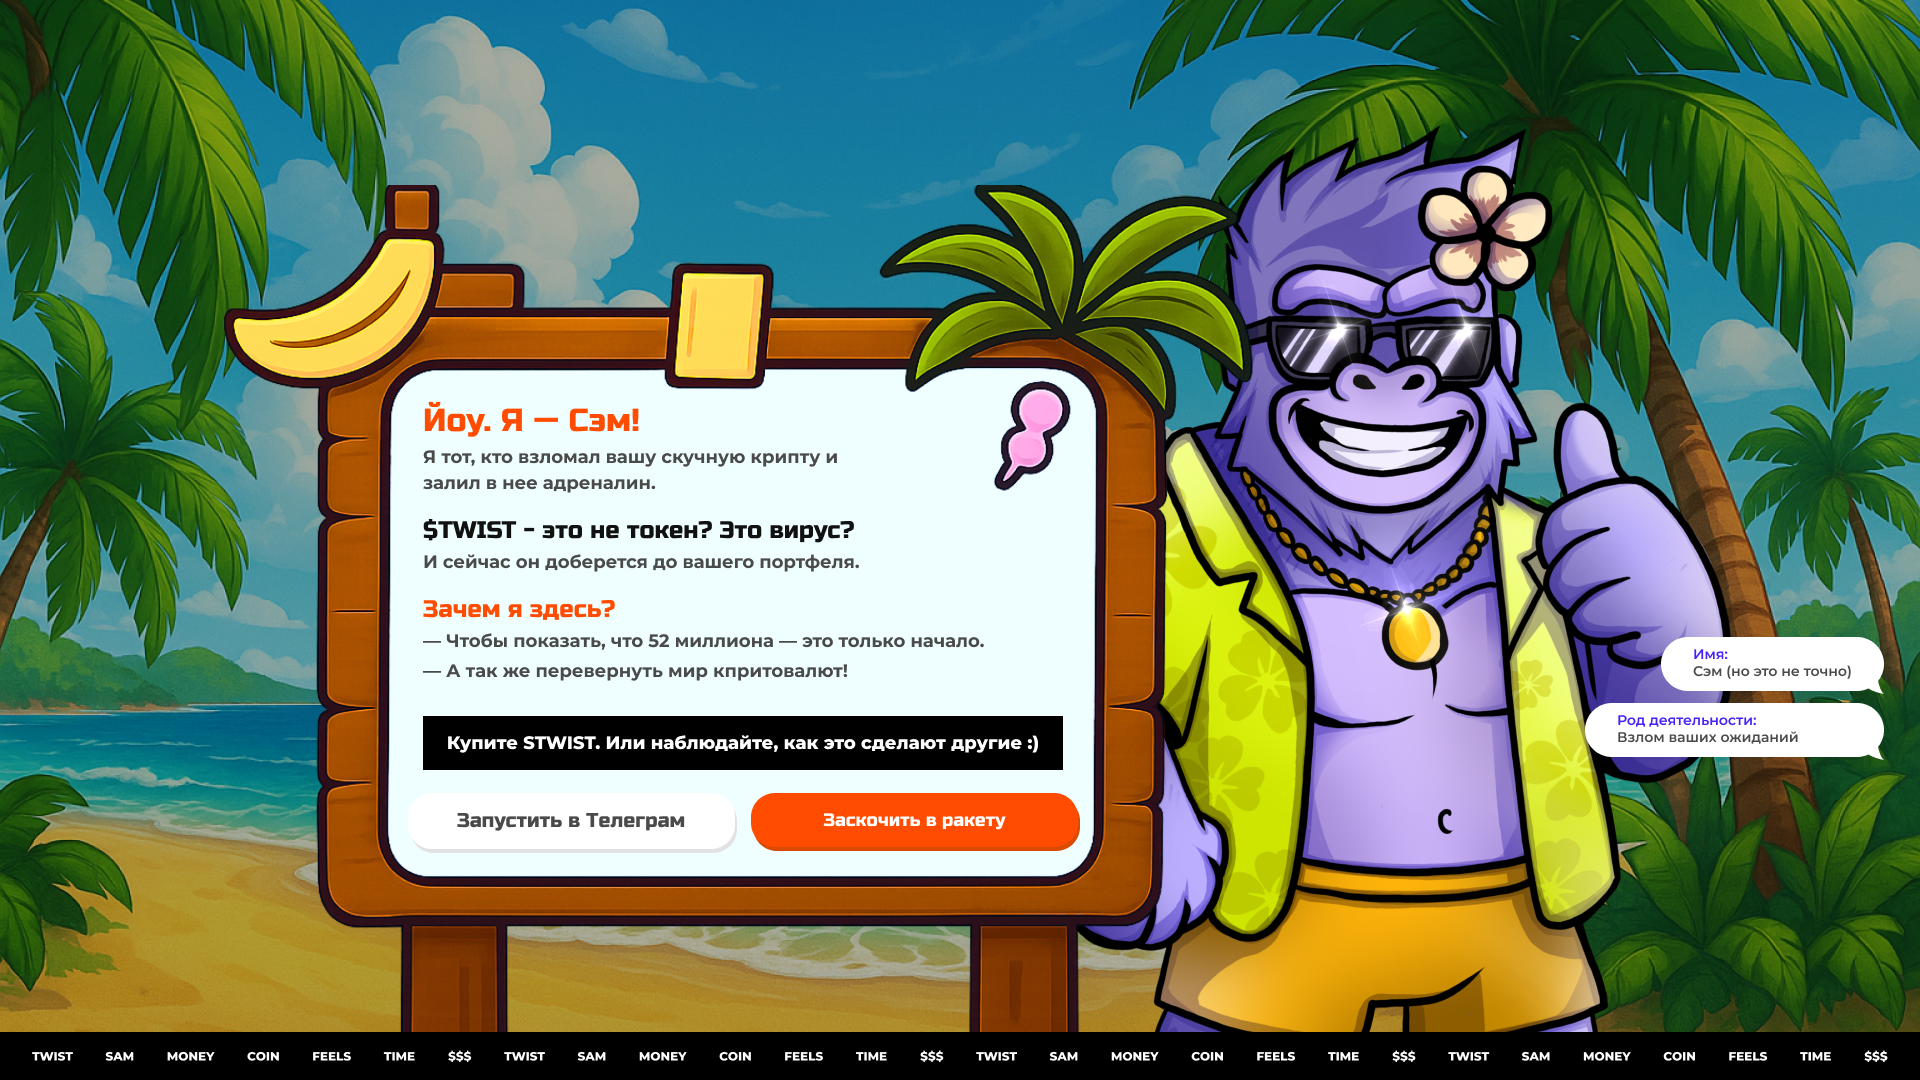 Йоу. Я — Сэм!
Я тот, кто взломал вашу скучную крипту и
залил в нее адреналин.
$TWIST - это не токен? Это вирус?
И сейчас он доберется до вашего портфеля.
Зачем я здесь?
— Чтобы показать, что 52 миллиона — это только начало.
— А так же перевернуть мир кпритовалют!
Купите STWIST. Или наблюдайте, как это сделают другие :)
Запустить в Телеграм
Заскочить в ракету
Имя:
Сэм (но это не точно)
Род деятельности:
Взлом ваших ожиданий
TWIST SAM MONEY COIN FEELS TIME $$$ TWIST SAM MONEY COIN FEELS TIME $$$ TWIST SAM MONEY COIN FEELS TIME $$$ TWIST SAM MONEY COIN FEELS TIME $$$